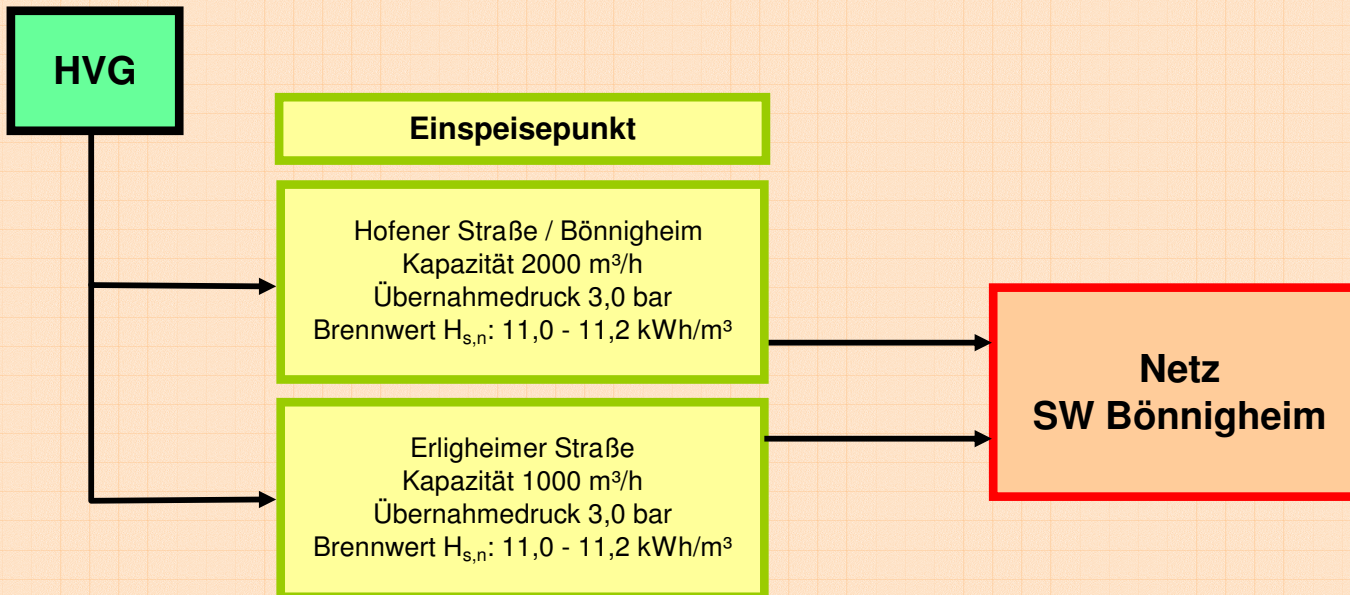 HVG
Einspeisepunkt
Hofener Straße / Bönnigheim
Kapazität 2000 m³/h
Übernahmedruck 3,0 bar
Brennwert Hs,n: 11,0 - 11,2 kWh/m³
Erligheimer Straße
Kapazität 1000 m³/h
Übernahmedruck 3,0 bar
Brennwert Hs,n: 11,0 - 11,2 kWh/m³
Netz
SW Bönnigheim